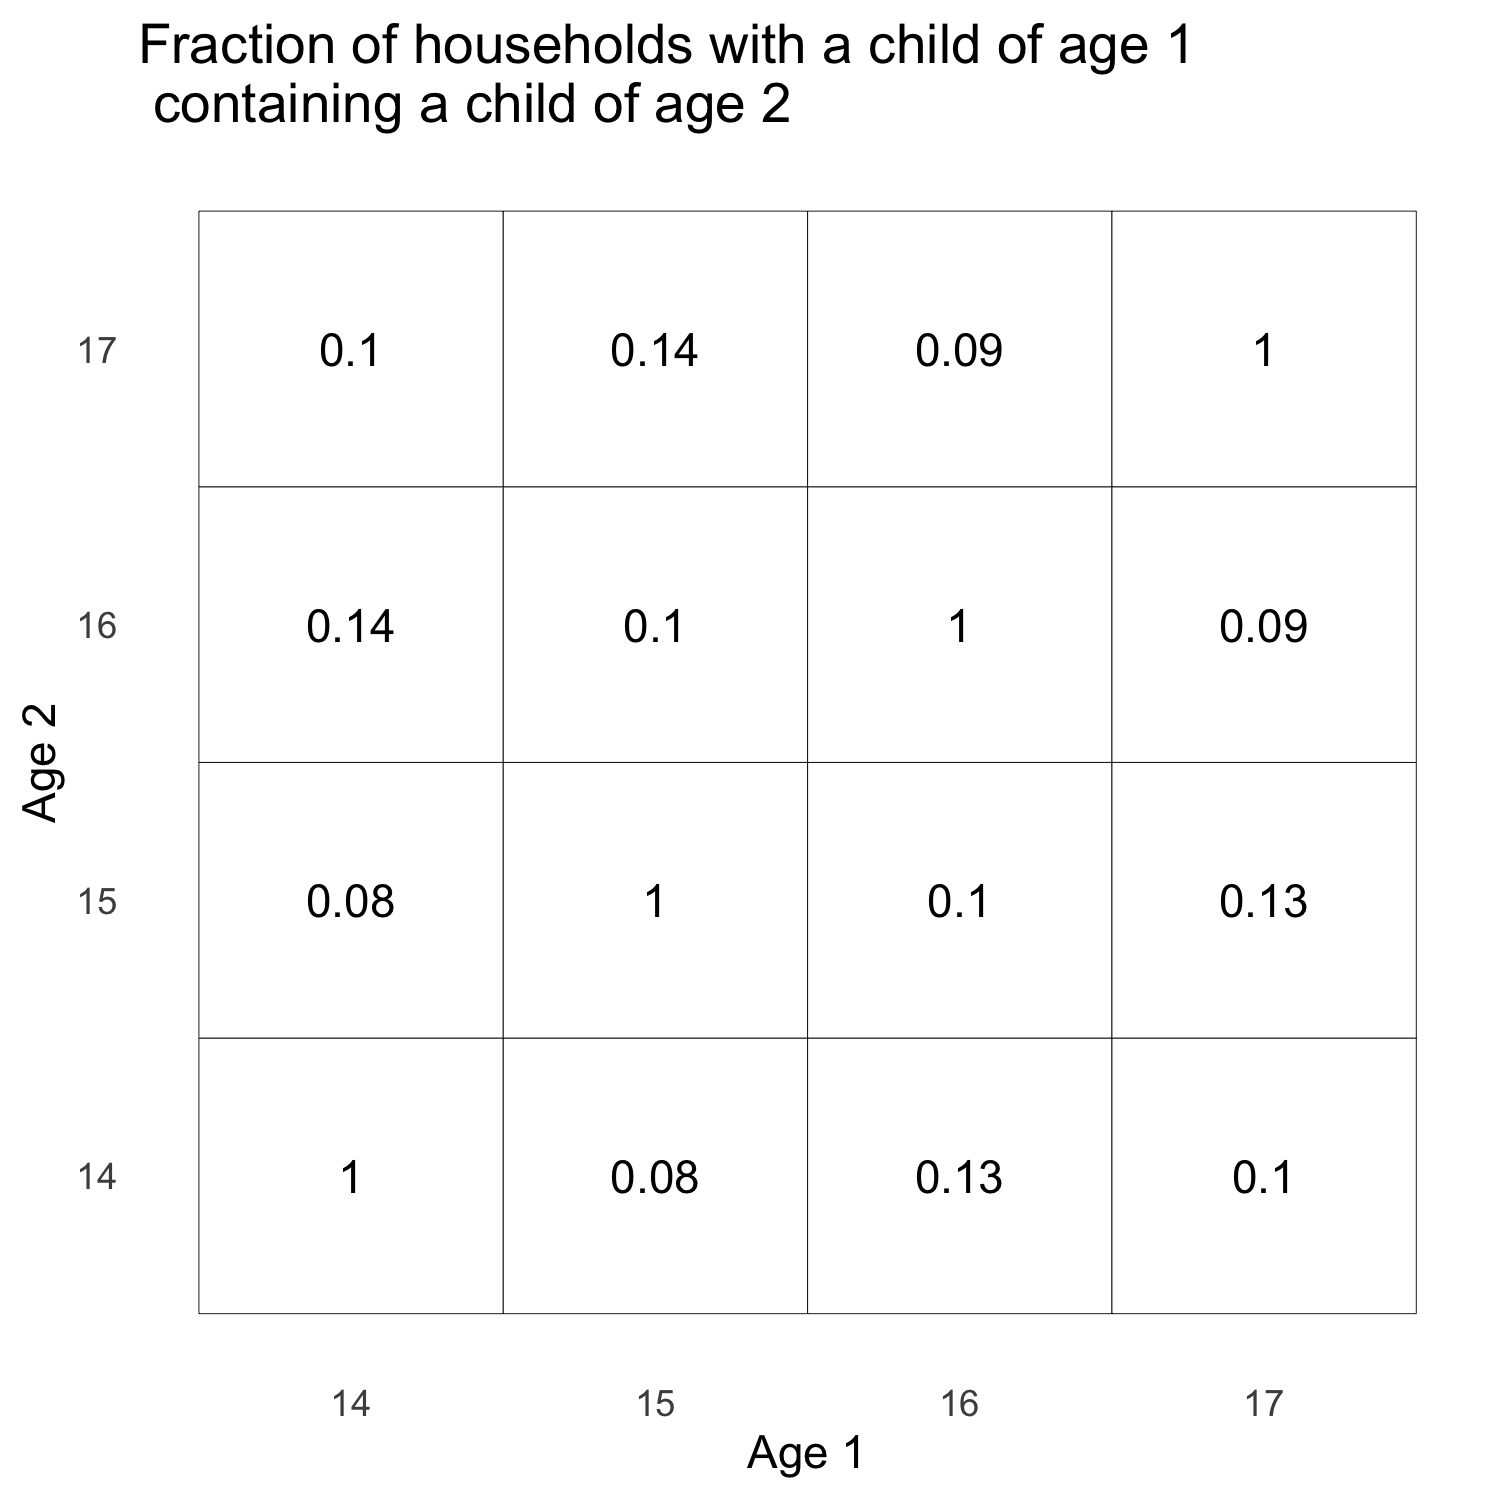 Fraction of households with a child of age 1
containing a child of age 2
17 0.1 0.14 0.09 1
16 0.14 0.1 1 0.09
Age 2
15 0.08 1 0.1 0.13
14 1 0.08 0.13 0.1
14 15 16 17
Age 1